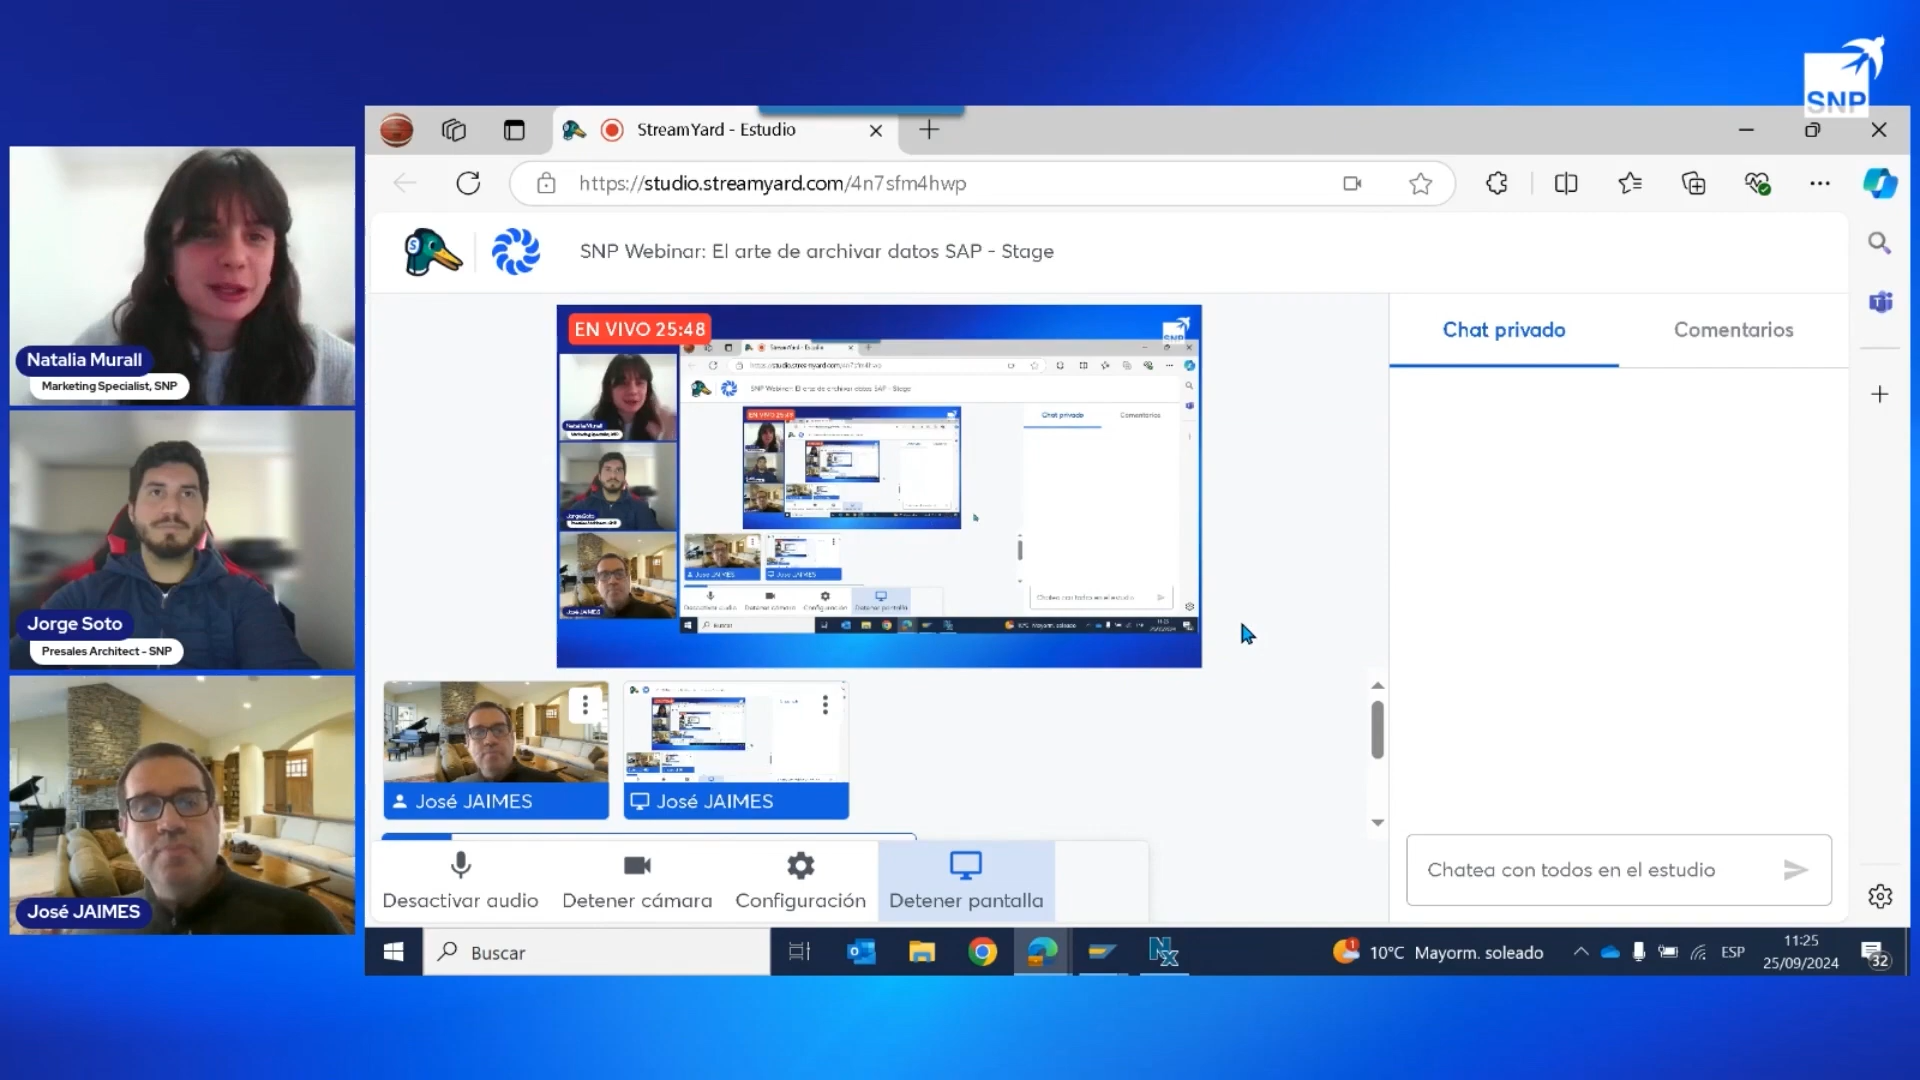 SNP
StreamYard - Estudio
https://studio.streamyard.com/4n7sfm4hwp
SNP Webinar: El arte de archivar datos SAP - Stage
Natalia Murall
Marketing Specialist, SNP
Jorge Soto
Presales Architect - SNP
José JAIMES
EN VIVO 25:48
Chat privado
Comentarios
José JAIMES
José JAIMES
Desactivar audio
Detener cámara
Configuración
Detener pantalla
Chatea con todos en el estudio
Buscar
10°C Mayorm. soleado
ESP
11:25
25/09/2024
32